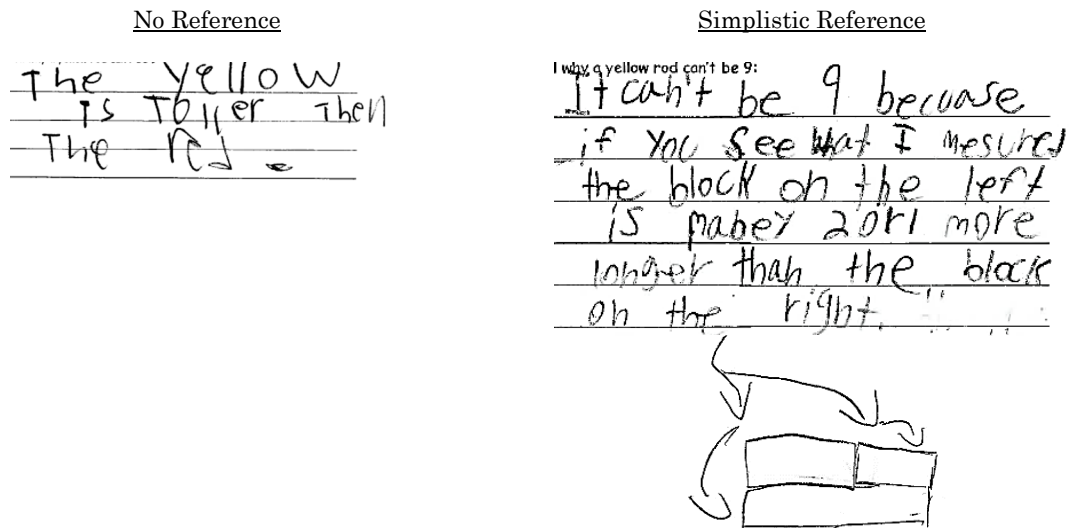 No Reference
The yellow
is Toller Then
The red.
Simplistic Reference
l why a yellow rod can't be 9:
It can't be 9 becuase
if you see what I mesured
the block on the left
is mabey 2 or 1 more
longer than the block
on the right.